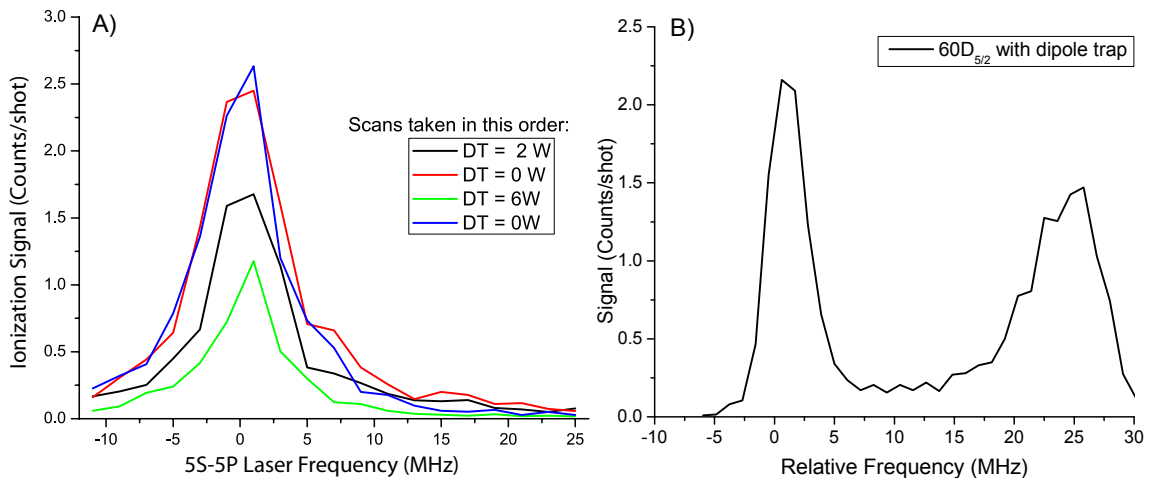 A)
3.0
2.5
2.0
1.5
1.0
0.5
0.0
Ionization Signal (Counts/shot)
-10 -5 0 5 10 15 20 25
5S-5P Laser Frequency (MHz)
Scans taken in this order:
DT = 2 W
DT = 0 W
DT = 6W
DT = 0W
B)
2.5
2.0
1.5
1.0
0.5
0.0
Signal (Counts/shot)
-10 -5 0 5 10 15 20 25 30
Relative Frequency (MHz)
60D5/2 with dipole trap